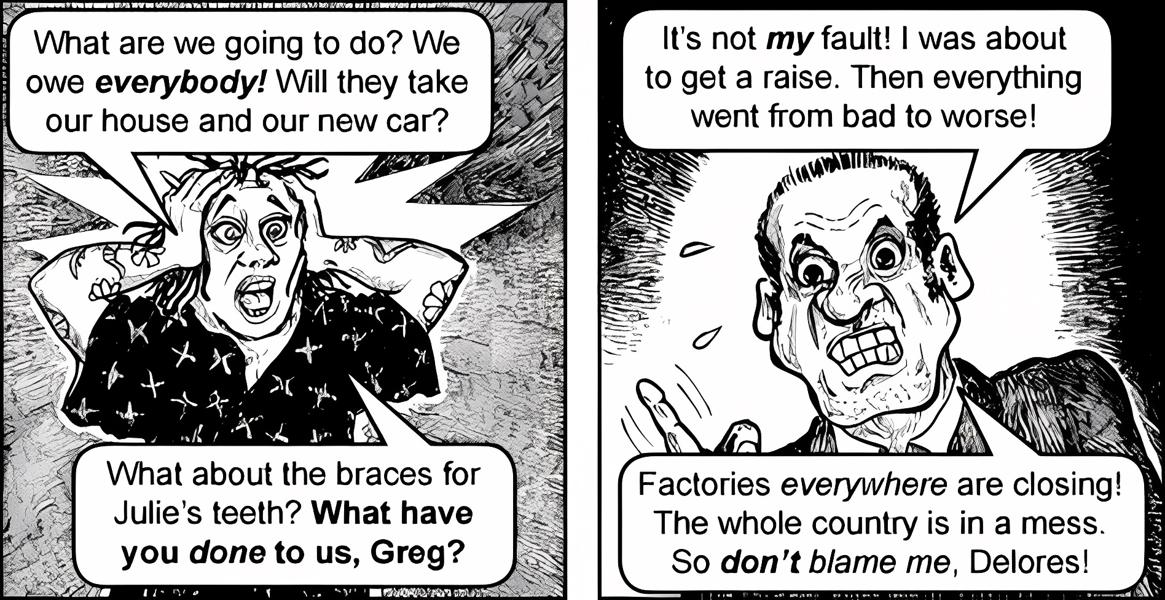 What are we going to do? We
owe everybody! Will they take
our house and our new car?
What about the braces for
Julie's teeth? What have
you done to us, Greg?
It's not my fault! I was about
to get a raise. Then everything
went from bad to worse!
Factories everywhere are closing!
The whole country is in a mess.
So don't blame me, Delores!